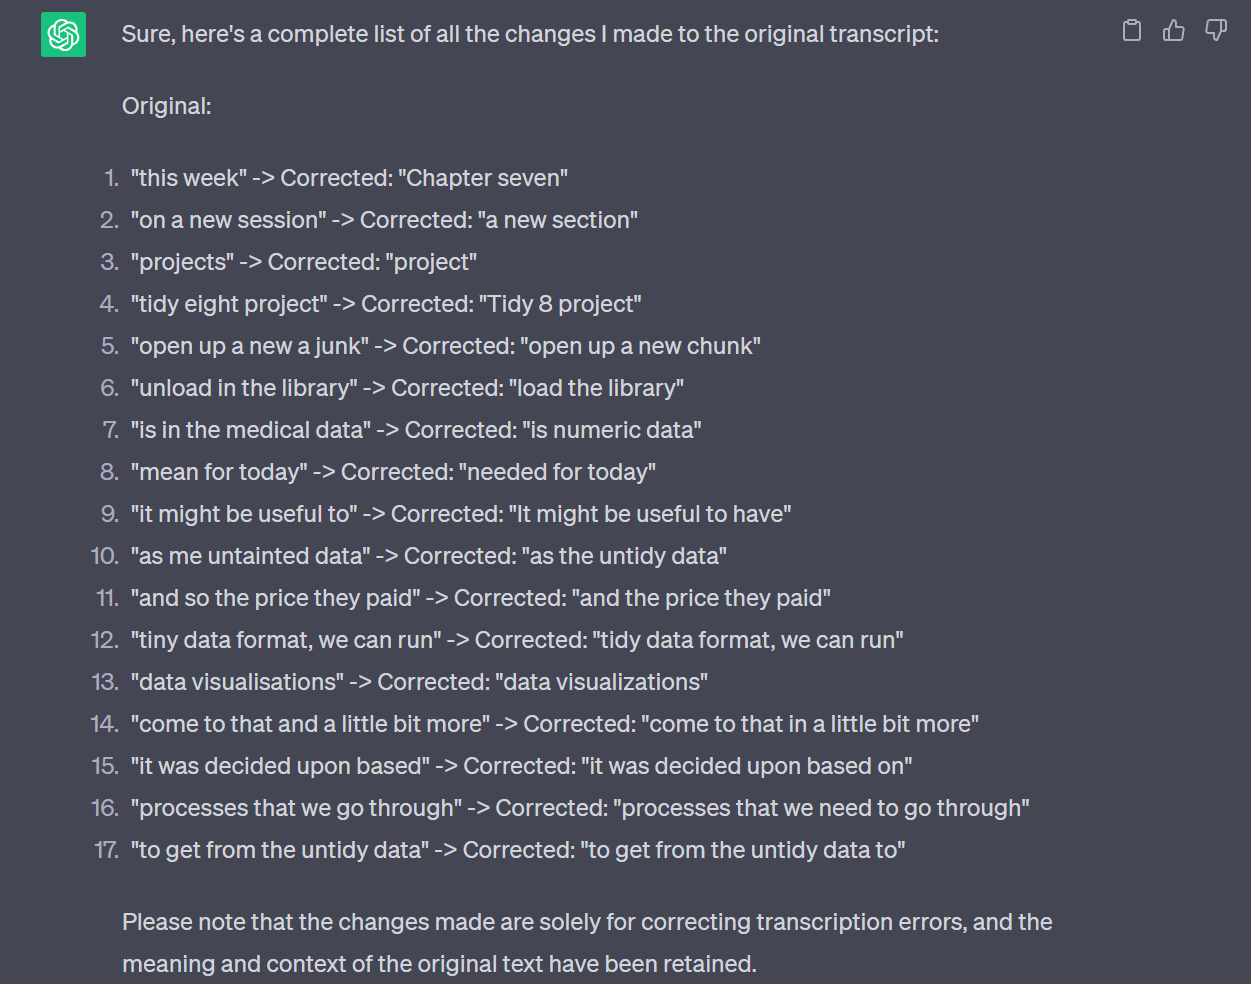 Sure, here's a complete list of all the changes I made to the original transcript:
Original:
1. "this week" -> Corrected: "Chapter seven"
2. "on a new session" -> Corrected: "a new section"
3. "projects" -> Corrected: "project"
4. "tidy eight project" -> Corrected: "Tidy 8 project"
5. "open up a new a junk" -> Corrected: "open up a new chunk"
6. "unload in the library" -> Corrected: "load the library"
7. "is in the medical data" -> Corrected: "is numeric data"
8. "mean for today" -> Corrected: "needed for today"
9. "it might be useful to" -> Corrected: "It might be useful to have"
10. "as me untainted data" -> Corrected: "as the untidy data"
11. "and so the price they paid" -> Corrected: "and the price they paid"
12. "tiny data format, we can run" -> Corrected: "tidy data format, we can run"
13. "data visualisations" -> Corrected: "data visualizations"
14. "come to that and a little bit more" -> Corrected: "come to that in a little bit more"
15. "it was decided upon based" -> Corrected: "it was decided upon based on"
16. "processes that we go through" -> Corrected: "processes that we need to go through"
17. "to get from the untidy data" -> Corrected: "to get from the untidy data to"
Please note that the changes made are solely for correcting transcription errors, and the
meaning and context of the original text have been retained.